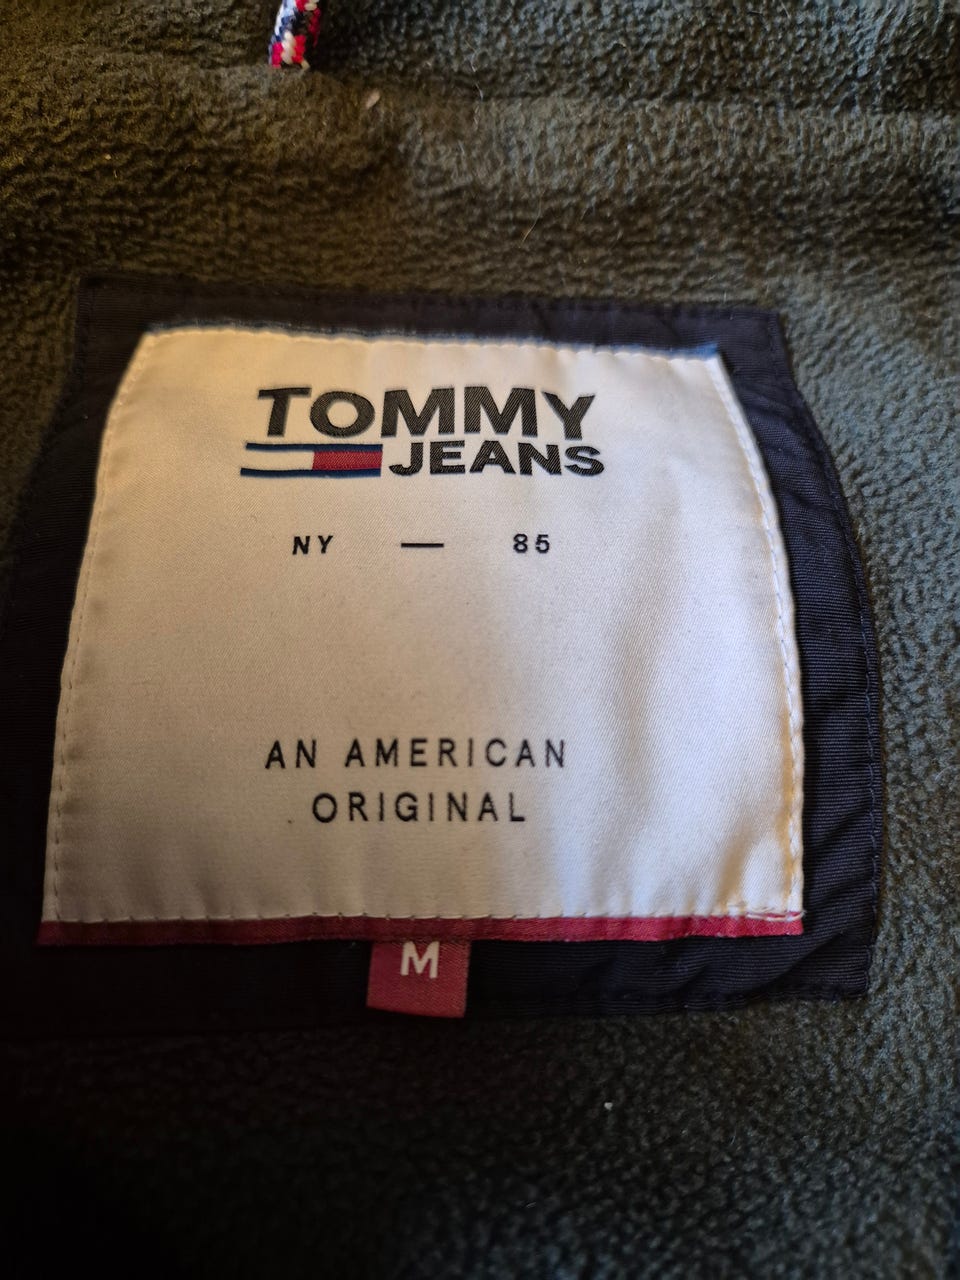 TOMMY
JEANS
NY — 85
AN AMERICAN
ORIGINAL
M